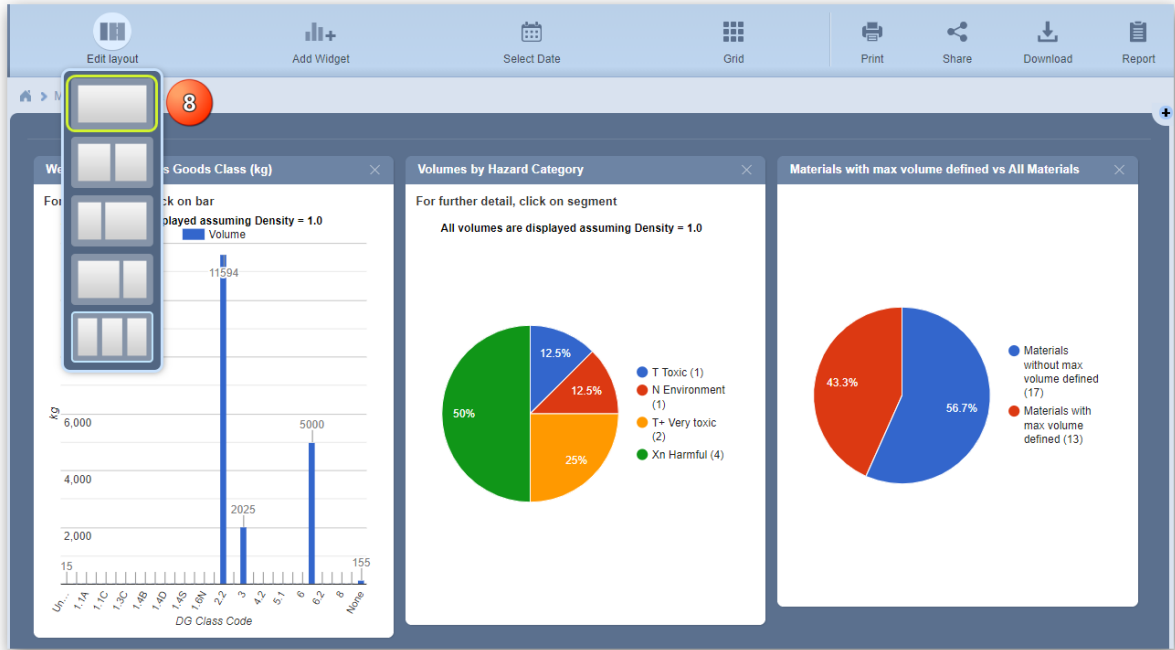 Edit layout
Add Widget
Select Date
Grid
Print
Share
Download
Report
8
We
s Goods Class (kg)
For
ck on bar
played assuming Density = 1.0
Volume
11594
kg
6,000
5000
4,000
2025
2,000
15
155
Un...
1.1A
1.1C
1.3C
1.4B
1.4D
1.4S
1.6N
2.2
3
4.2
5.1
6
6.2
8
None
DG Class Code
Volumes by Hazard Category
For further detail, click on segment
All volumes are displayed assuming Density = 1.0
12.5%
12.5%
25%
50%
T Toxic (1)
N Environment
(1)
T+ Very toxic
(2)
Xn Harmful (4)
Materials with max volume defined vs All Materials
43.3%
56.7%
Materials
without max
volume defined
(17)
Materials with
max volume
defined (13)